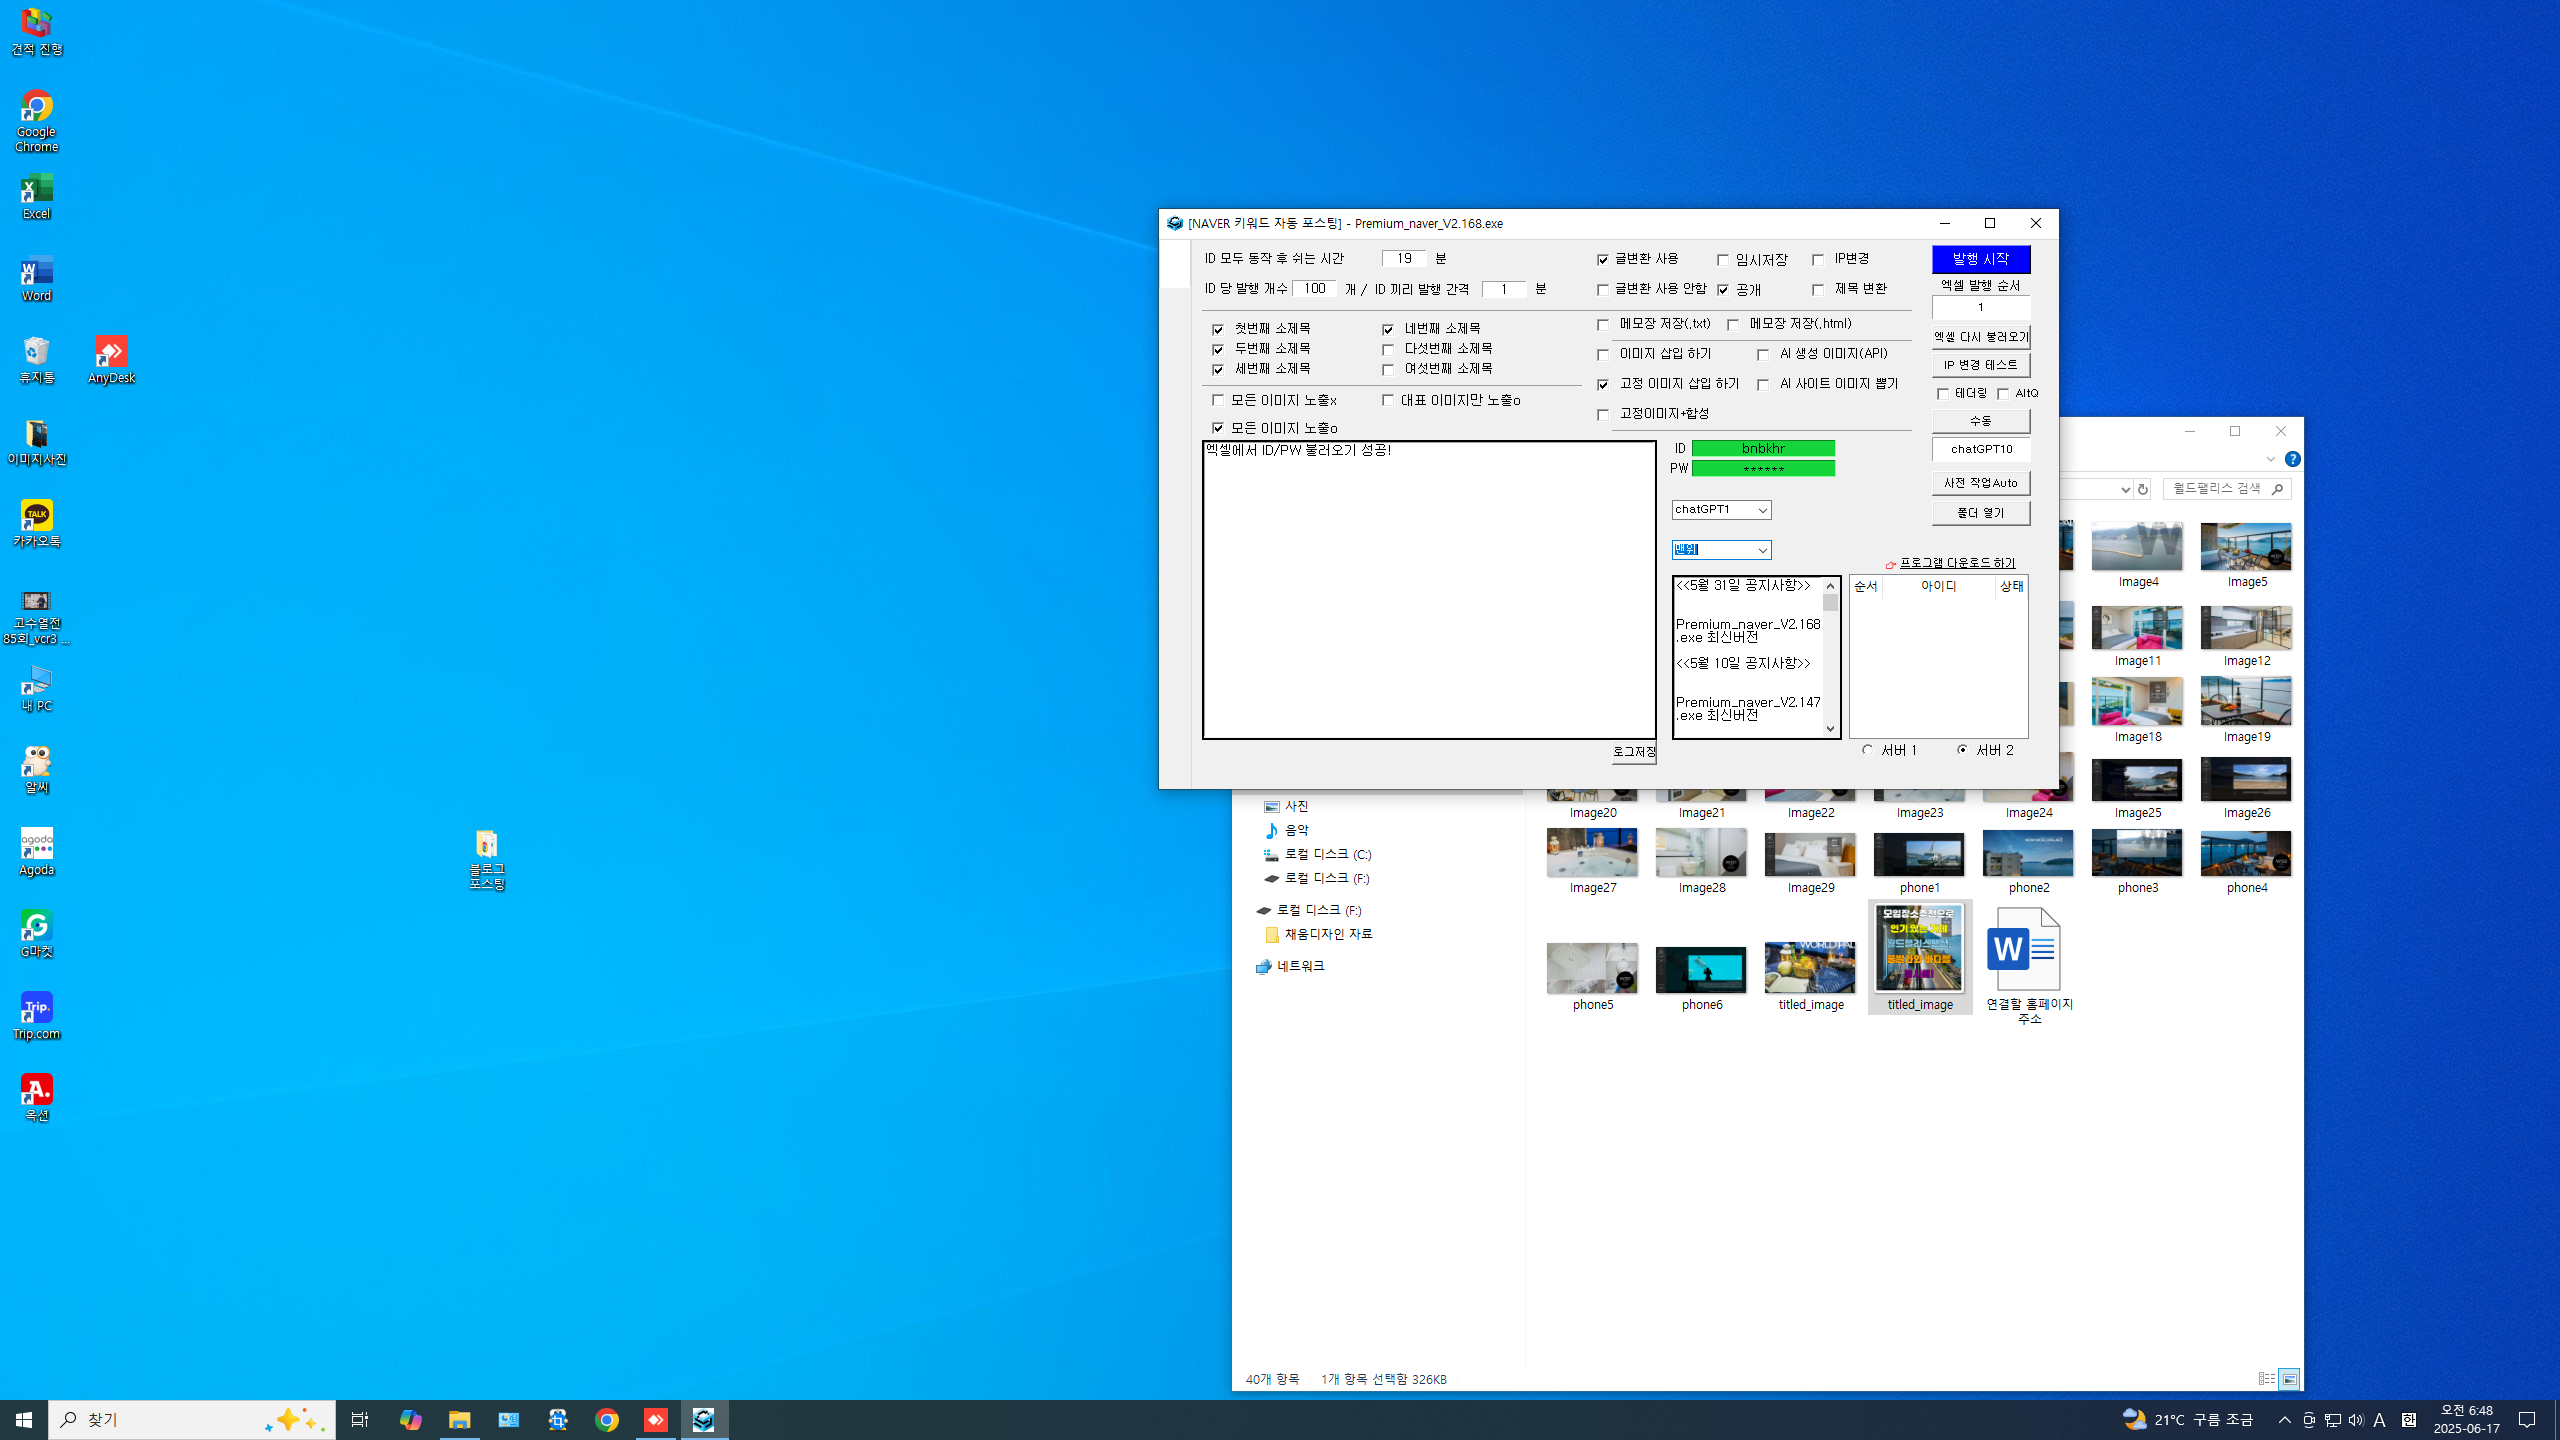 견적 진행
Google Chrome
Excel
Word
휴지통
AnyDesk
이미지사진
카카오톡
고수열전 85회_vcr3 ...
내 PC
알씨
Agoda
G마켓
Trip.com
옥션
블로그 포스팅
[NAVER 키워드 자동 포스팅] - Premium_naver_V2.168.exe
ID 모두 동작 후 쉬는 시간 19 분
ID 당 발행 개수 100 개 / ID 끼리 발행 간격 1 분
글변환 사용 임시저장 IP변경
글변환 사용 안함 공개 제목 변환
첫번째 소제목 네번째 소제목
두번째 소제목 다섯번째 소제목
세번째 소제목 여섯번째 소제목
모든 이미지 노출x 대표 이미지만 노출o
모든 이미지 노출o
메모장 저장(.txt) 메모장 저장(.html)
이미지 삽입 하기 AI 생성 이미지(API)
고정 이미지 삽입 하기 AI 사이트 이미지 뽑기
고정이미지+합성
발행 시작
엑셀 발행 순서
1
엑셀 다시 불러오기
IP 변경 테스트
테더링 AltQ
수동
chatGPT10
사전 작업Auto
폴더 열기
엑셀에서 ID/PW 불러오기 성공!
ID bnbkhr
PW ******
chatGPT1
맨위
프로그램 다운로드 하기
<<5월 31일 공지사항>>
Premium_naver_V2.168
.exe 최신버전
<<5월 10일 공지사항>>
Premium_naver_V2.147
.exe 최신버전
순서 아이디 상태
로그저장
서버 1 서버 2
월드팰리스 검색
Image4 Image5
Image11 Image12
Image18 Image19
Image20 Image21 Image22 Image23 Image24 Image25 Image26
Image27 Image28 Image29 phone1 phone2 phone3 phone4
phone5 phone6 titled_image titled_image 연결할 홈페이지 주소
사진
음악
로컬 디스크 (C:)
로컬 디스크 (F:)
로컬 디스크 (F:)
채움디자인 자료
네트워크
40개 항목 1개 항목 선택함 326KB
찾기
21°C 구름 조금
A 한
오전 6:48
2025-06-17